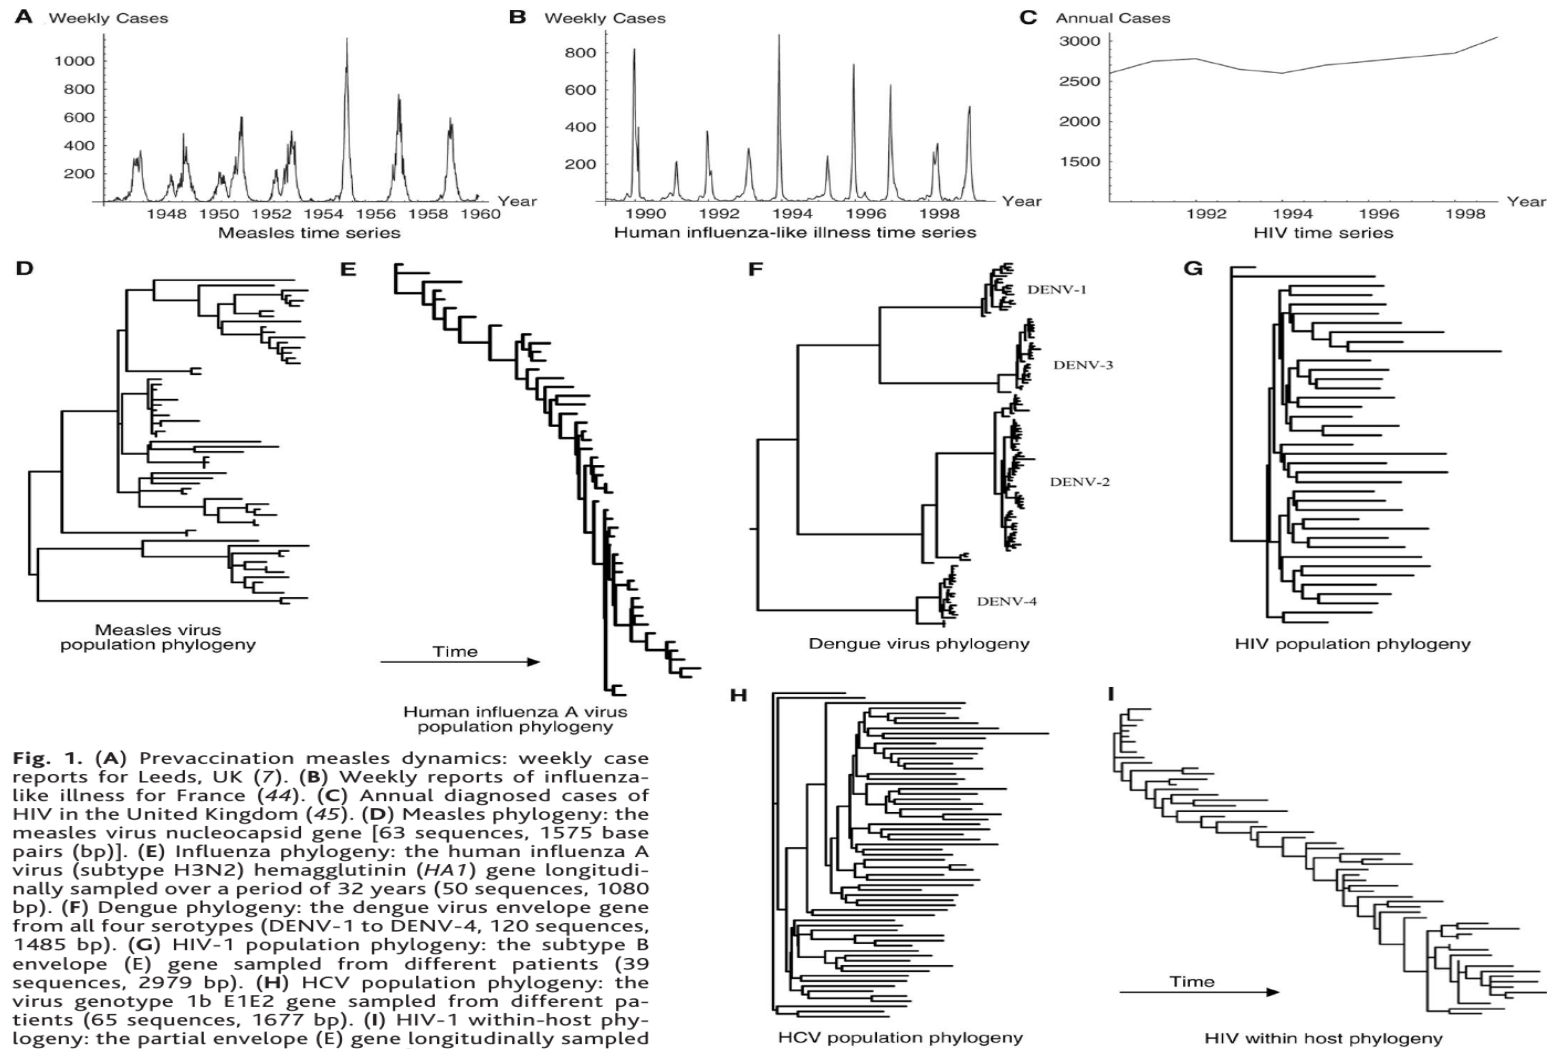 A Weekly Cases
1000
800
600
400
200
Year
1948 1950 1952 1954 1956 1958 1960
Measles time series
B Weekly Cases
800
600
400
200
Year
1990 1992 1994 1996 1998
Human influenza-like illness time series
C Annual Cases
3000
2500
2000
1500
Year
1992 1994 1996 1998
HIV time series
D
Measles virus
population phylogeny
E
Time
Human influenza A virus
population phylogeny
F
DENV-1
DENV-3
DENV-2
DENV-4
Dengue virus phylogeny
G
HIV population phylogeny
H
HCV population phylogeny
I
Time
HIV within host phylogeny
Fig. 1. (A) Prevaccination measles dynamics: weekly case
reports for Leeds, UK (7). (B) Weekly reports of influenza-
like illness for France (44). (C) Annual diagnosed cases of
HIV in the United Kingdom (45). (D) Measles phylogeny: the
measles virus nucleocapsid gene [63 sequences, 1575 base
pairs (bp)]. (E) Influenza phylogeny: the human influenza A
virus (subtype H3N2) hemagglutinin (HA1) gene longitudi-
nally sampled over a period of 32 years (50 sequences, 1080
bp). (F) Dengue phylogeny: the dengue virus envelope gene
from all four serotypes (DENV-1 to DENV-4, 120 sequences,
1485 bp). (G) HIV-1 population phylogeny: the subtype B
envelope (E) gene sampled from different patients (39
sequences, 2979 bp). (H) HCV population phylogeny: the
virus genotype 1b E1E2 gene sampled from different pa-
tients (65 sequences, 1677 bp). (I) HIV-1 within-host phy-
logeny: the partial envelope (E) gene longitudinally sampled